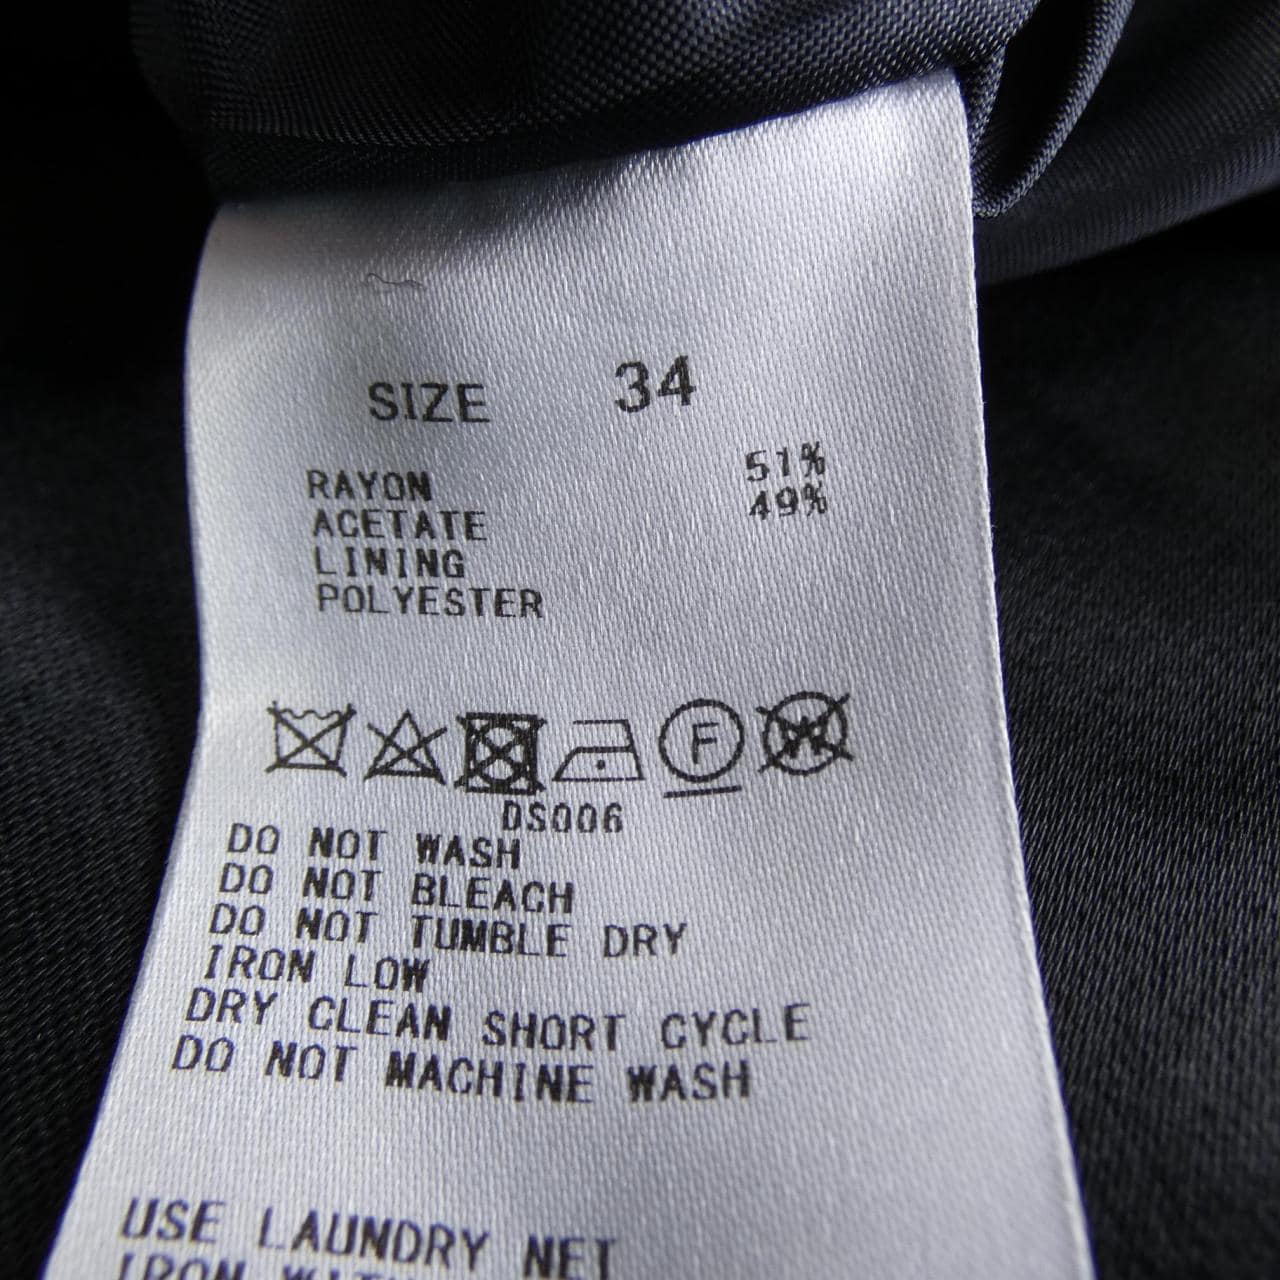 SIZE 34
RAYON 51%
ACETATE 49%
LINING
POLYESTER
F
W
DS006
DO NOT WASH
DO NOT BLEACH
DO NOT TUMBLE DRY
IRON LOW
DRY CLEAN SHORT CYCLE
DO NOT MACHINE WASH
USE LAUNDRY NET
IRON